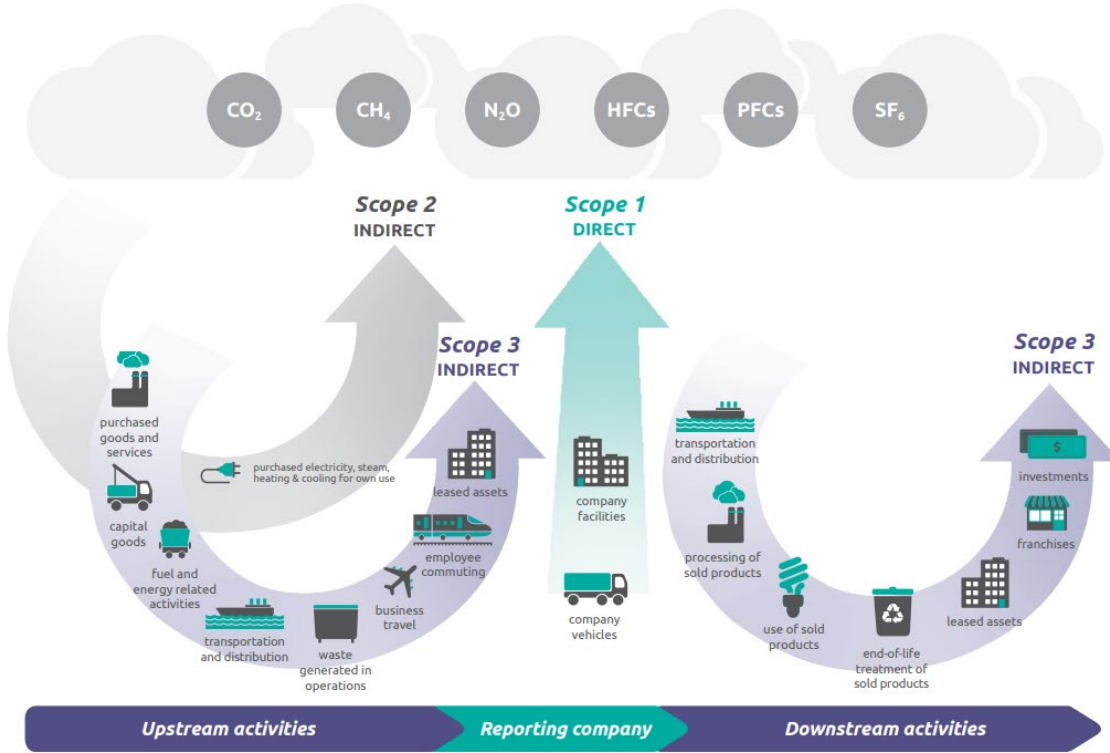 CO₂
CH₄
N₂O
HFCs
PFCs
SF₆
Scope 2
INDIRECT
Scope 1
DIRECT
Scope 3
INDIRECT
Scope 3
INDIRECT
purchased
goods and
services
capital
goods
fuel and
energy related
activities
transportation
and distribution
waste
generated in
operations
business
travel
employee
commuting
leased assets
purchased electricity, steam,
heating & cooling for own use
company
facilities
company
vehicles
transportation
and distribution
processing of
sold products
use of sold
products
end-of-life
treatment of
sold products
leased assets
franchises
$
investments
Upstream activities
Reporting company
Downstream activities